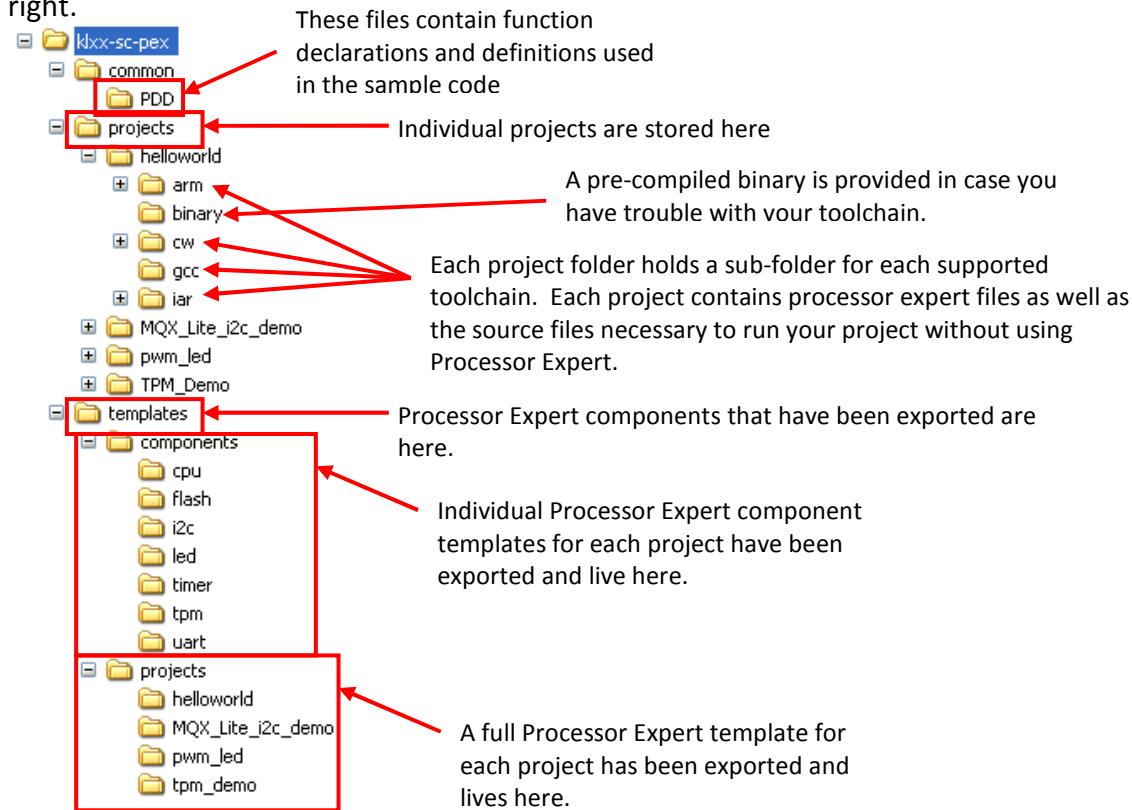 right.
These files contain function
declarations and definitions used
in the sample code
klxx-sc-pex
common
PDD
projects
Individual projects are stored here
helloworld
arm
A pre-compiled binary is provided in case you
have trouble with your toolchain.
binary
cw
gcc
iar
Each project folder holds a sub-folder for each supported
toolchain. Each project contains processor expert files as well as
the source files necessary to run your project without using
Processor Expert.
MQX_Lite_i2c_demo
pwm_led
TPM_Demo
templates
Processor Expert components that have been exported are
here.
components
cpu
flash
i2c
led
timer
tpm
uart
Individual Processor Expert component
templates for each project have been
exported and live here.
projects
helloworld
MQX_Lite_i2c_demo
pwm_led
tpm_demo
A full Processor Expert template for
each project has been exported and
lives here.